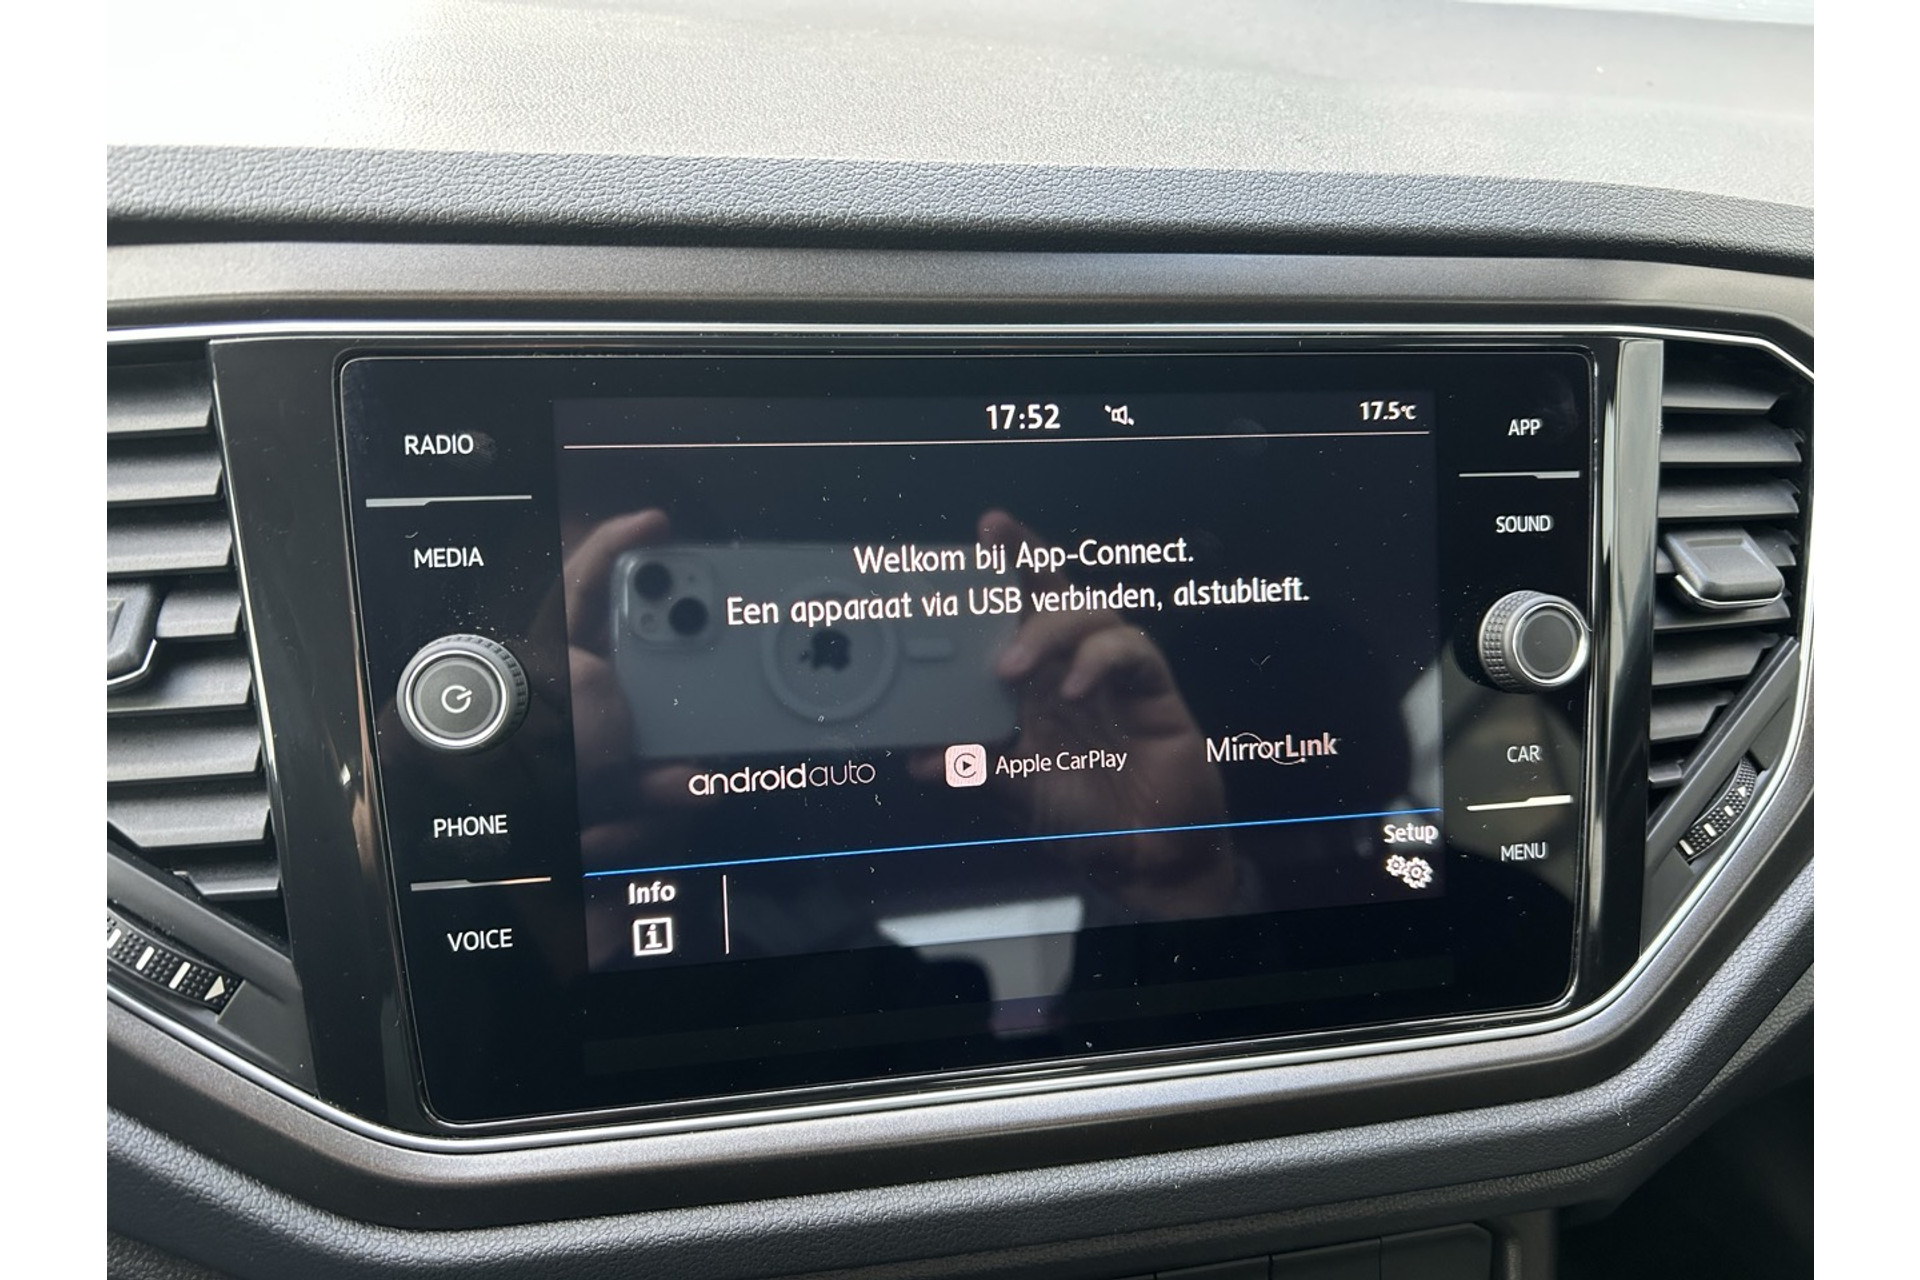 17:52
17.5°C
RADIO
MEDIA
PHONE
VOICE
Welkom bij App-Connect.
Een apparaat via USB verbinden, alstublieft.
androidauto
Apple CarPlay
MirrorLink
Info
i
Setup
APP
SOUND
CAR
MENU